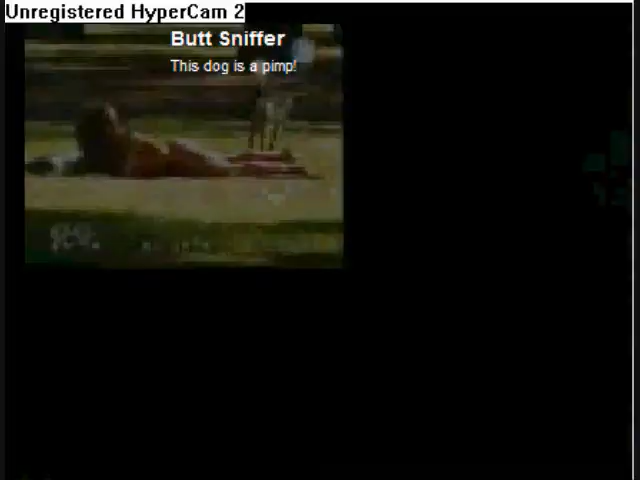 Unregistered HyperCam 2
Butt Sniffer
This dog is a pimp!